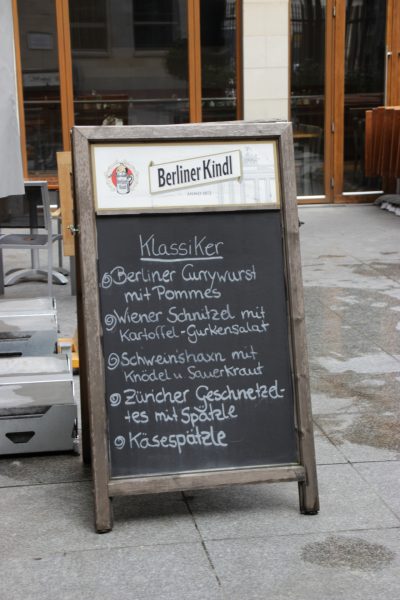 Berliner Kindl
Klassiker
Berliner Currywurst
mit Pommes
Wiener Schnitzel mit
Kartoffel-Gurkensalat
Schweinshaxn mit
Knödel u Sauerkraut
Züricher Geschnetzel-
tes mit Spätzle
Käsespätzle